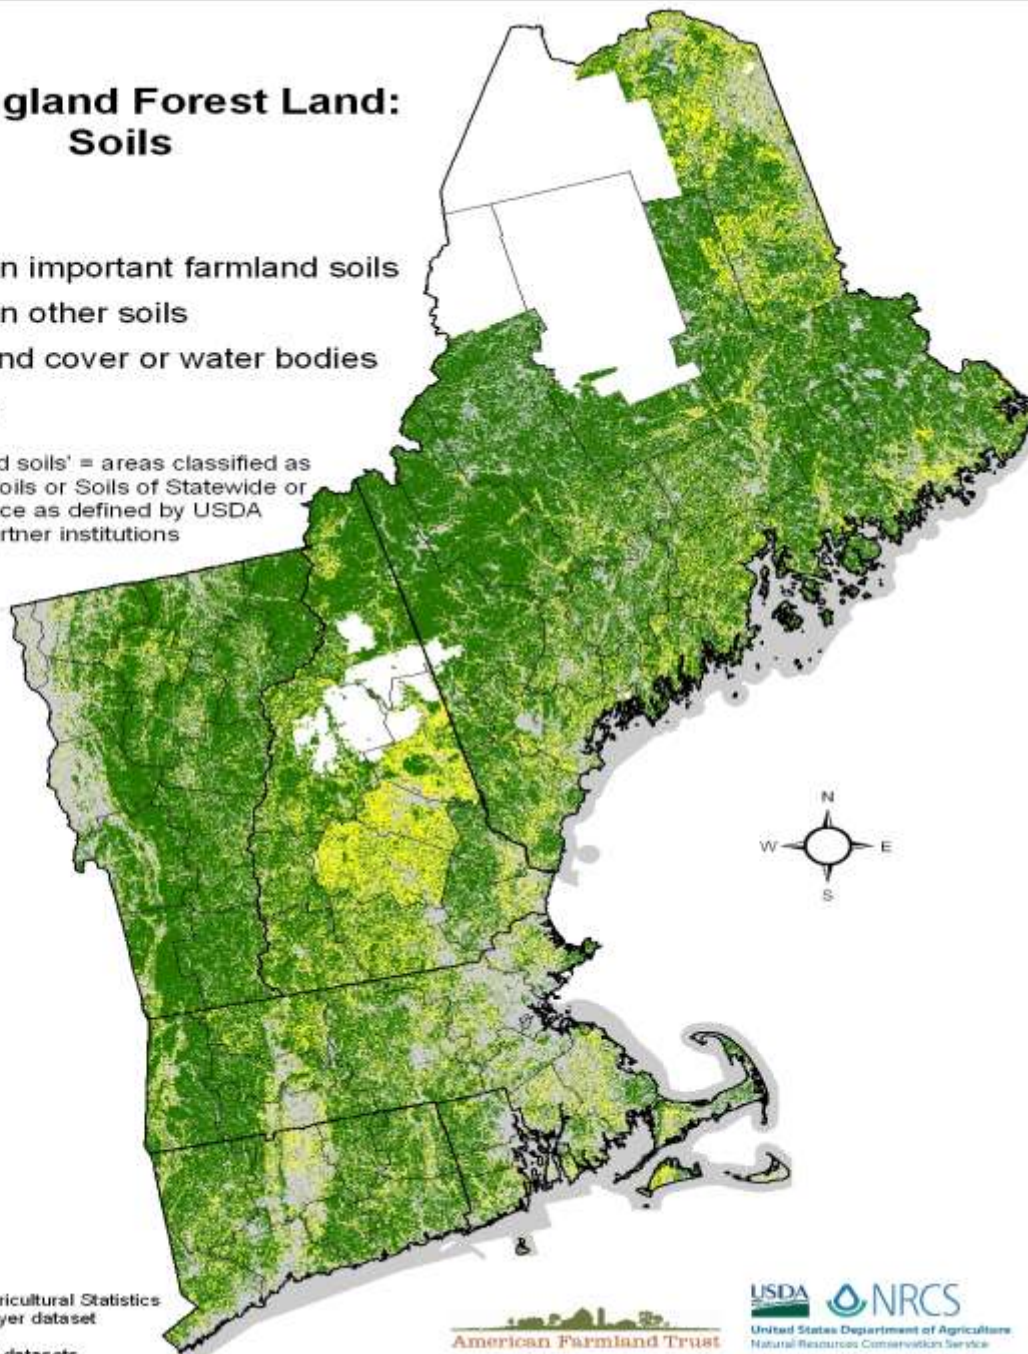 gland Forest Land:
Soils
n important farmland soils
n other soils
nd cover or water bodies
d soils' = areas classified as
oils or Soils of Statewide or
ce as defined by USDA
rtner institutions
N
W E
S
ricultural Statistics
yer dataset
datasets
American Farmland Trust
USDA NRCS
United States Department of Agriculture
Natural Resources Conservation Service